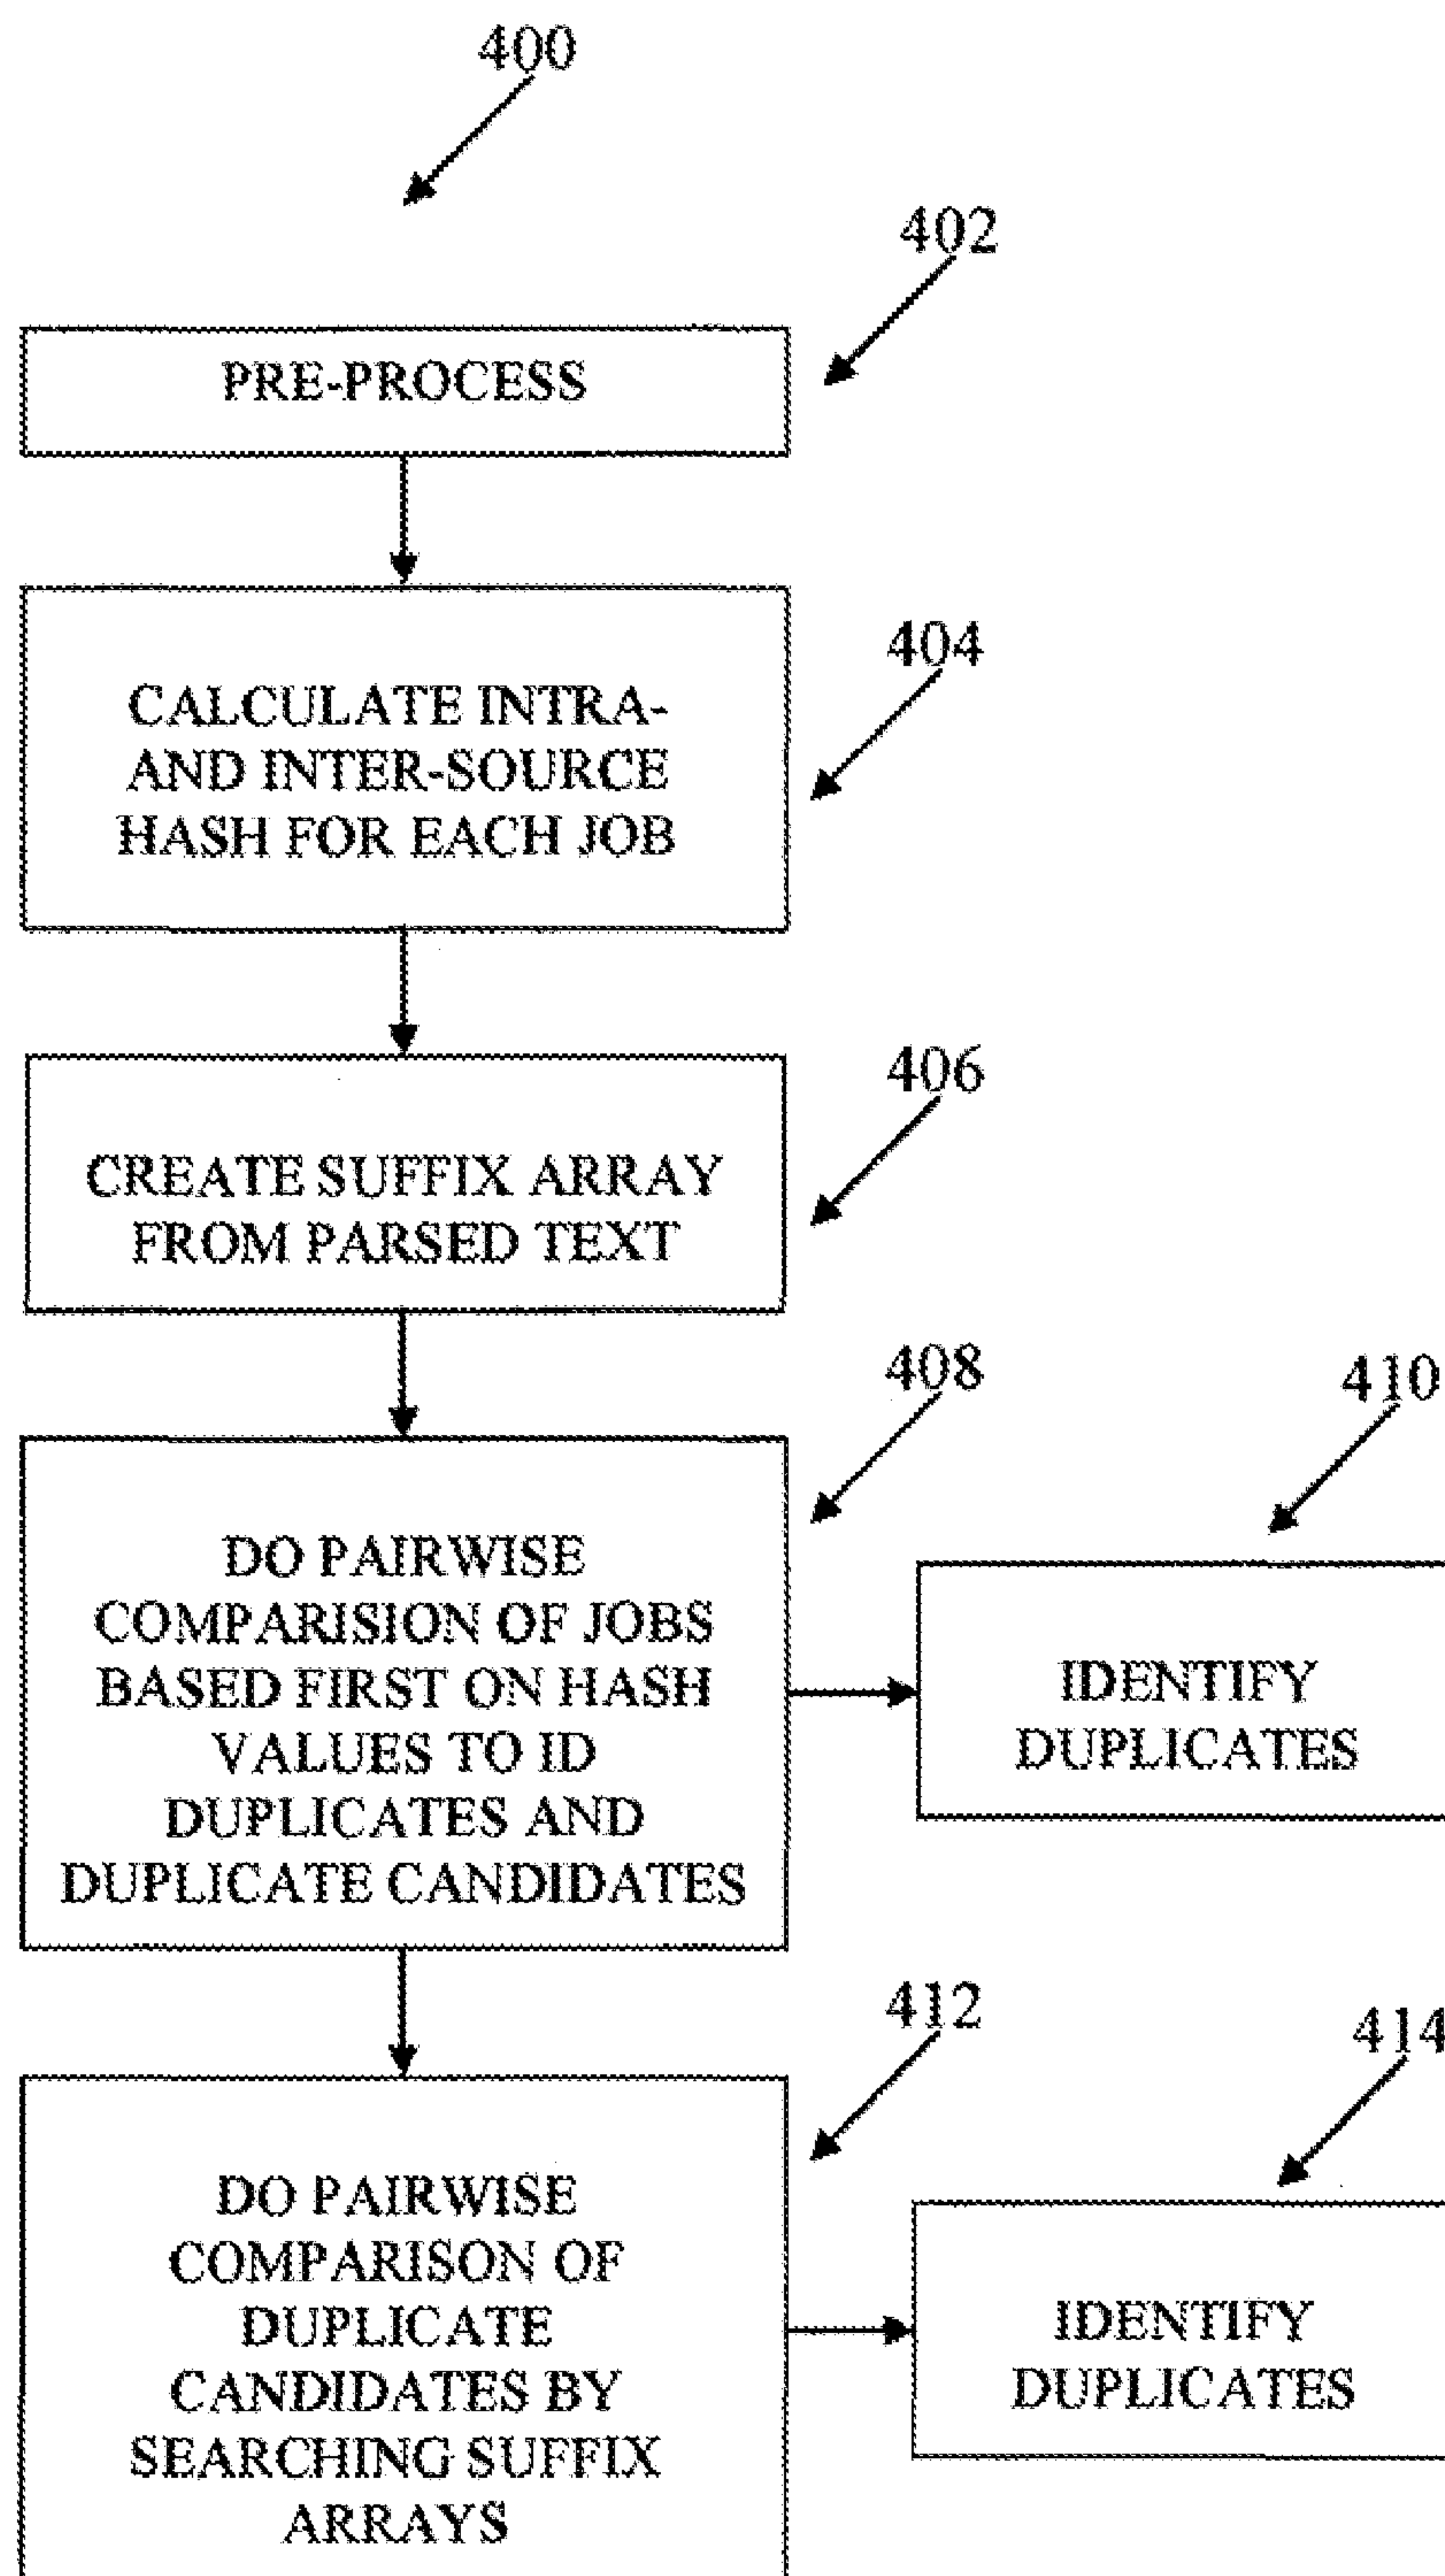 400
402
PRE-PROCESS
404
CALCULATE INTRA-
AND INTER-SOURCE
HASH FOR EACH JOB
406
CREATE SUFFIX ARRAY
FROM PARSED TEXT
408
410
DO PAIRWISE
COMPARISION OF JOBS
BASED FIRST ON HASH
VALUES TO ID
DUPLICATES AND
DUPLICATE CANDIDATES
IDENTIFY
DUPLICATES
412
414
DO PAIRWISE
COMPARISON OF
DUPLICATE
CANDIDATES BY
SEARCHING SUFFIX
ARRAYS
IDENTIFY
DUPLICATES